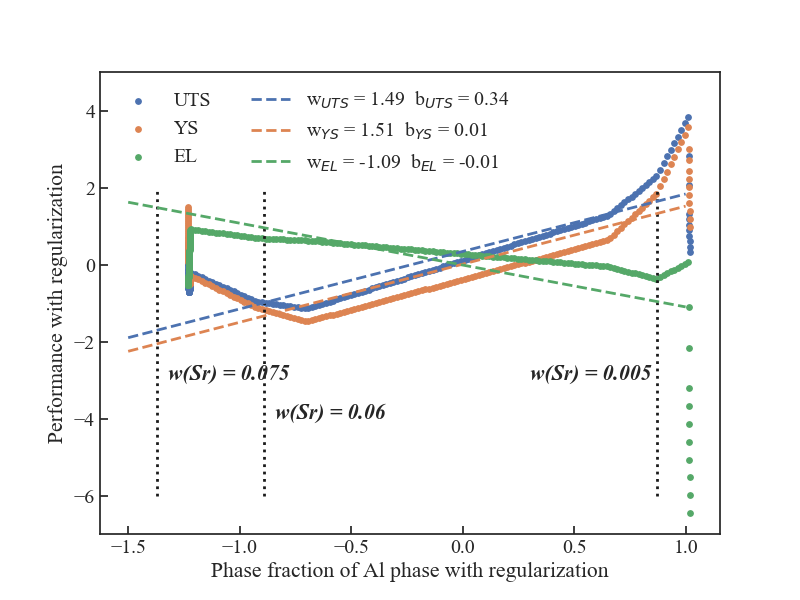 UTS
YS
EL
w_UTS = 1.49 b_UTS = 0.34
w_YS = 1.51 b_YS = 0.01
w_EL = -1.09 b_EL = -0.01
4
2
0
−2
−4
−6
Performance with regularization
w(Sr) = 0.075
w(Sr) = 0.06
w(Sr) = 0.005
−1.5 −1.0 −0.5 0.0 0.5 1.0
Phase fraction of Al phase with regularization